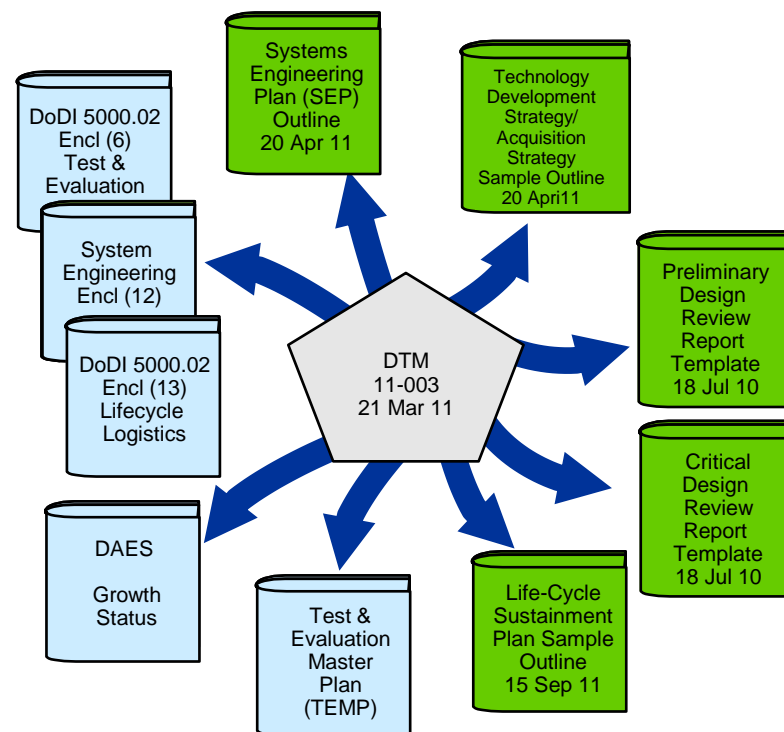 Systems
Engineering
Plan (SEP)
Outline
20 Apr 11
Technology
Development
Strategy/
Acquisition
Strategy
Sample Outline
20 Apri11
DoDI 5000.02
Encl (6)
Test &
Evaluation
System
Engineering
Encl (12)
DoDI 5000.02
Encl (13)
Lifecycle
Logistics
Preliminary
Design
Review
Report
Template
18 Jul 10
DTM
11-003
21 Mar 11
Critical
Design
Review
Report
Template
18 Jul 10
DAES
Growth
Status
Test &
Evaluation
Master
Plan
(TEMP)
Life-Cycle
Sustainment
Plan Sample
Outline
15 Sep 11